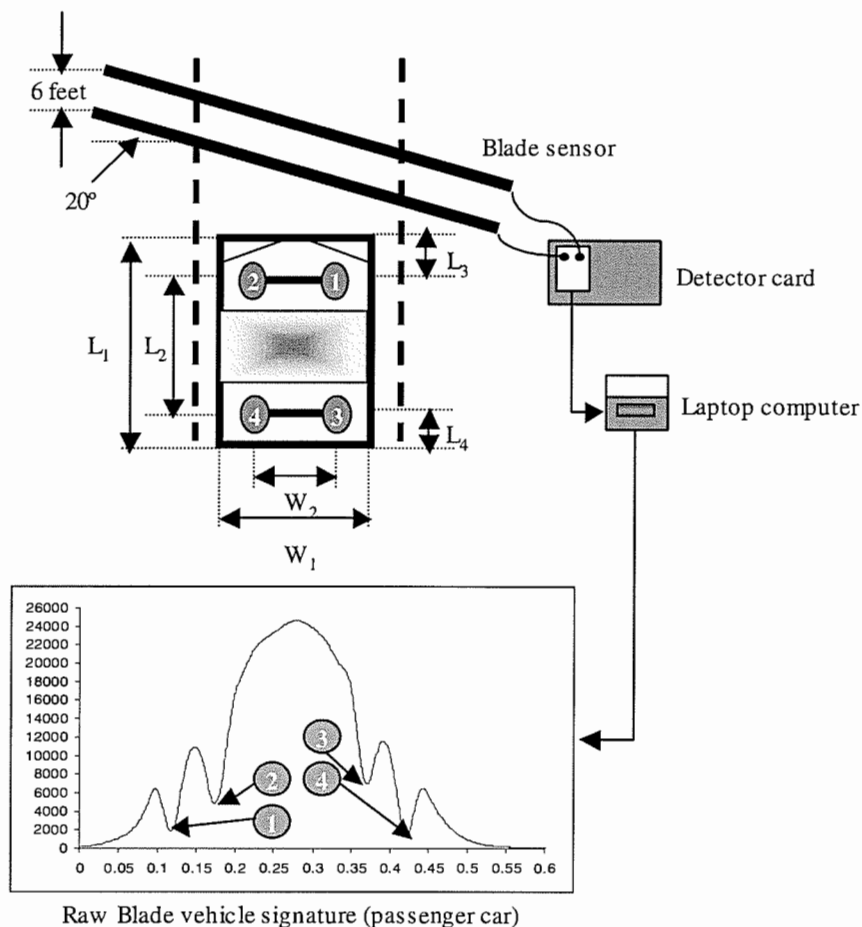 6 feet
20º
Blade sensor
Detector card
Laptop computer
2 1
4 3
L1
L2
L3
L4
W2
W1
26000
24000
22000
20000
18000
16000
14000
12000
10000
8000
6000
4000
2000
0
3
2 4
1
0 0.05 0.1 0.15 0.2 0.25 0.3 0.35 0.4 0.45 0.5 0.55 0.6
Raw Blade vehicle signature (passenger car)